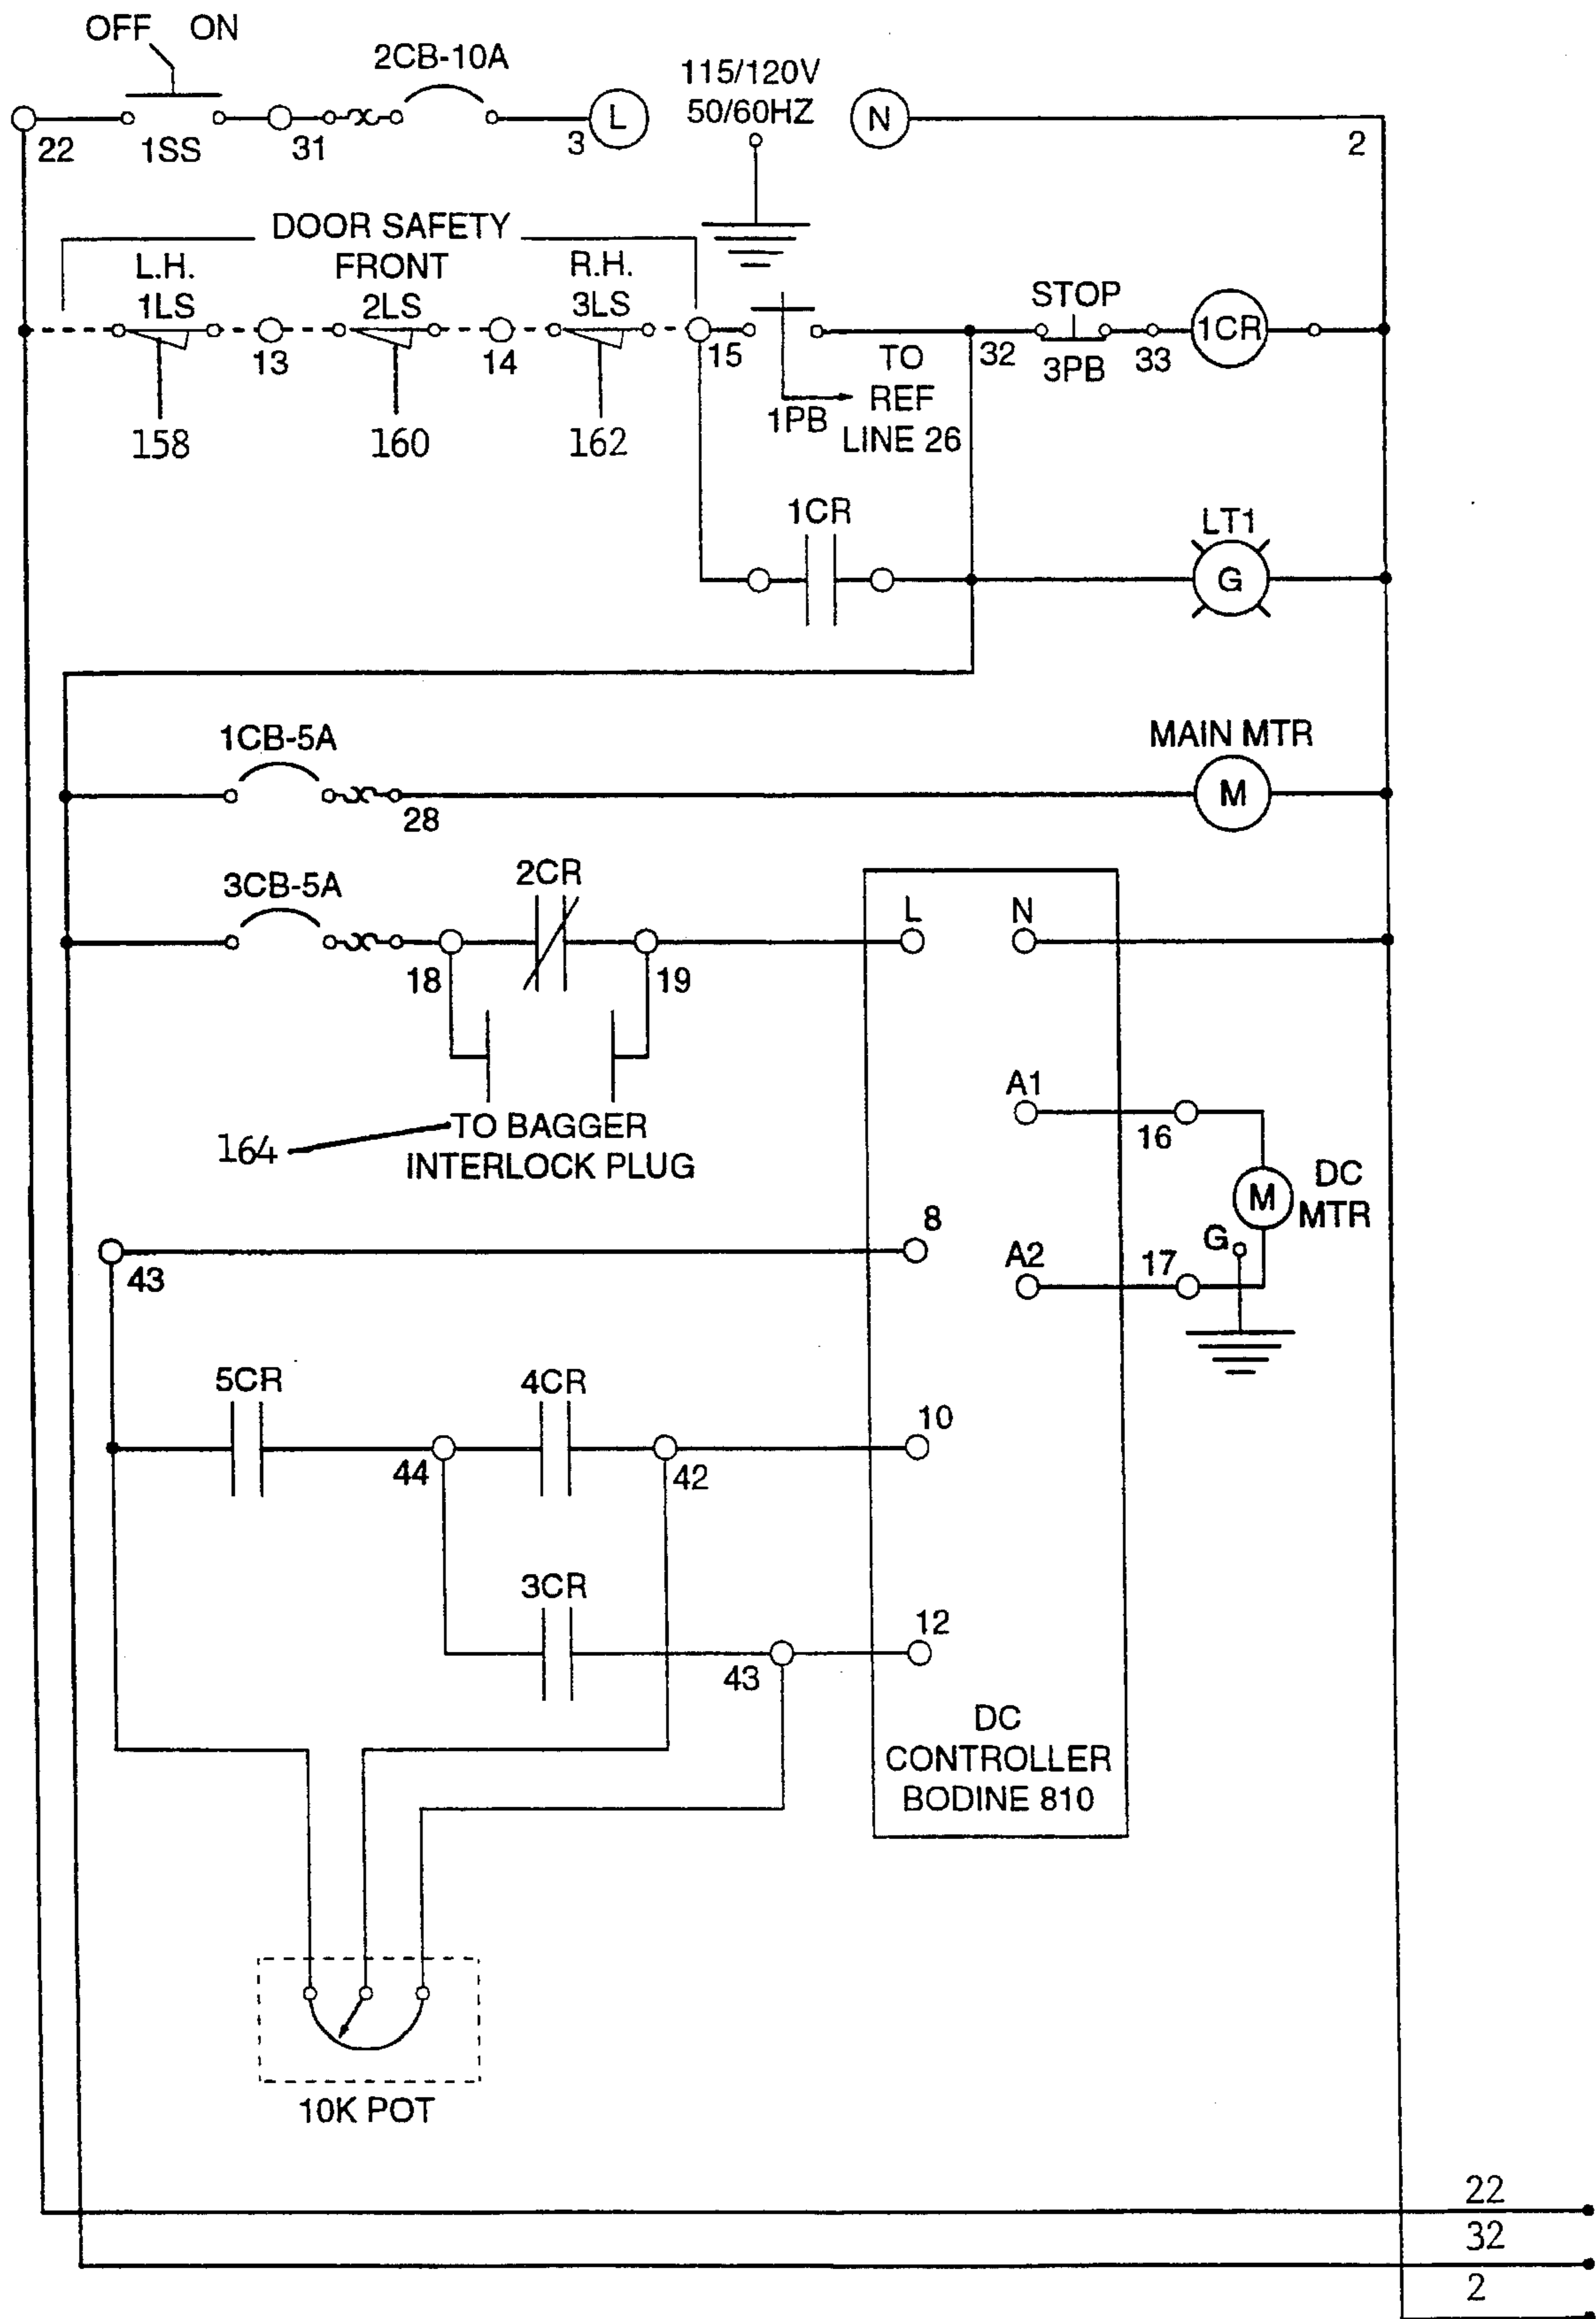 OFF ON
2CB-10A
115/120V
50/60HZ
L
N
22
1SS
31
3
2
DOOR SAFETY
L.H.
FRONT
R.H.
1LS
2LS
3LS
STOP
1CR
13
14
15
TO
32
3PB
33
REF
1PB
LINE 26
158
160
162
1CR
LT1
G
1CB-5A
MAIN MTR
28
M
3CB-5A
2CR
L
N
18
19
A1
TO BAGGER
16
164
INTERLOCK PLUG
DC
M
MTR
8
G
43
A2
17
5CR
4CR
10
44
42
3CR
12
43
DC
CONTROLLER
BODINE 810
10K POT
22
32
2